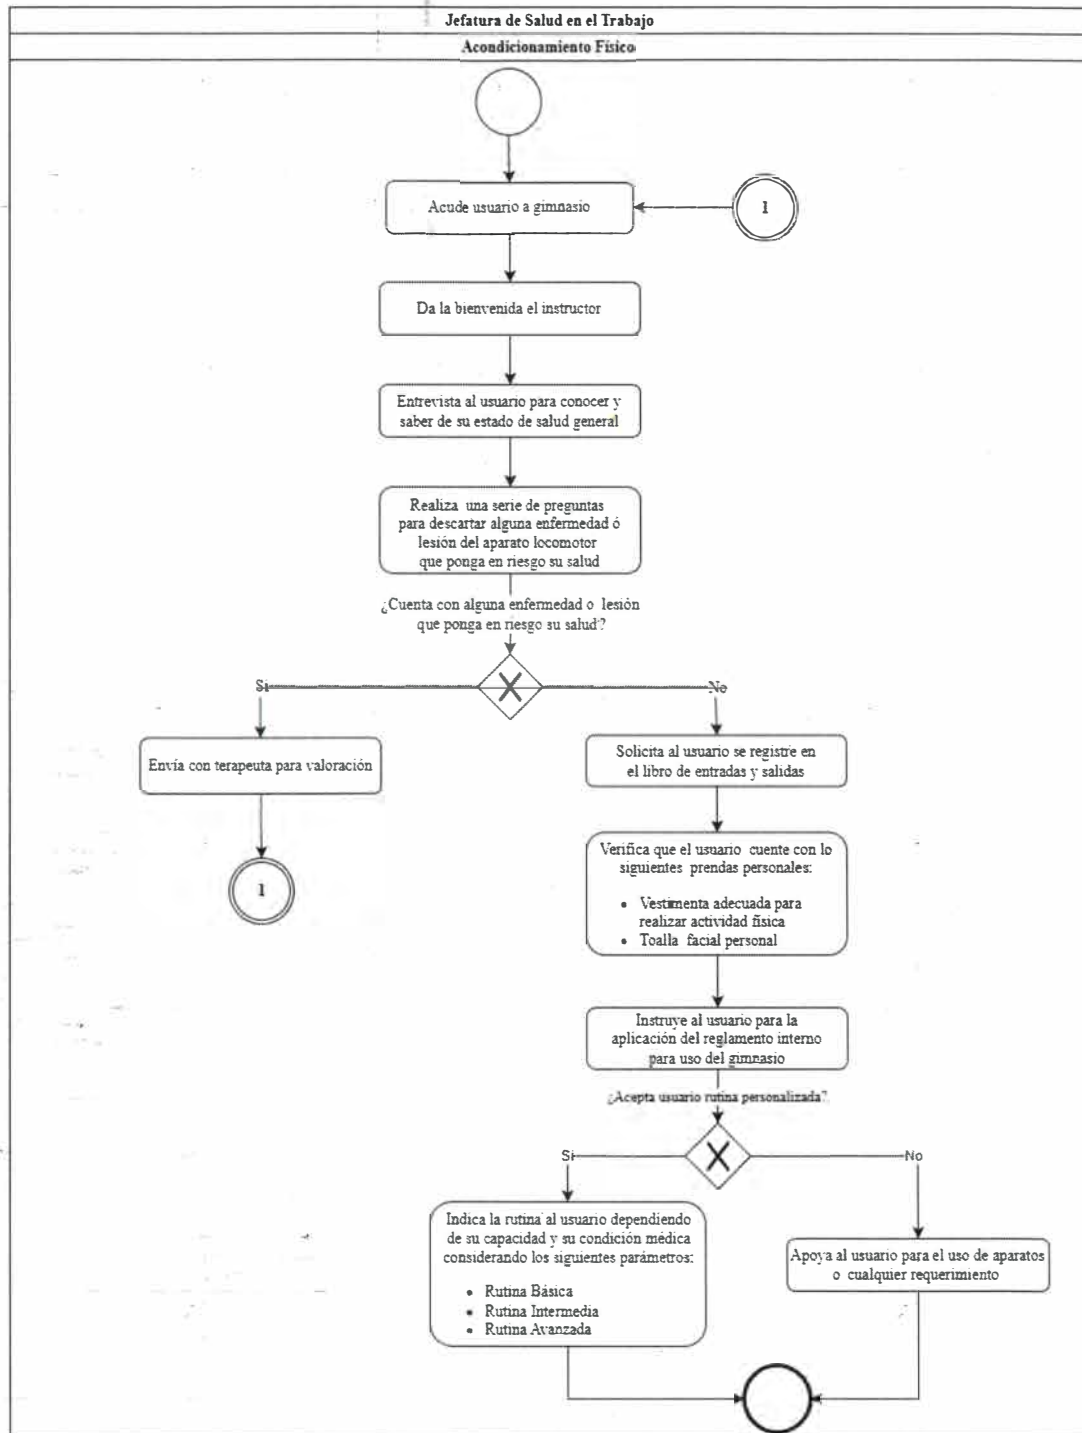 Jefatura de Salud en el Trabajo
Acondicionamiento Físico
Acude usuario a gimnasio
1
Da la bienvenida el instructor
Entrevista al usuario para conocer y
saber de su estado de salud general
Realiza una serie de preguntas
para descartar alguna enfermedad ó
lesión del aparato locomotor
que ponga en riesgo su salud
¿Cuenta con alguna enfermedad o lesión
que ponga en riesgo su salud?
Si
No
Envía con terapeuta para valoración
1
Solicita al usuario se registre en
el libro de entradas y salidas
Verifica que el usuario cuente con lo
siguientes prendas personales:
• Vestimenta adecuada para
realizar actividad física
• Toalla facial personal
Instruye al usuario para la
aplicación del reglamento interno
para uso del gimnasio
¿Acepta usuario rutina personalizada?
Si
No
Indica la rutina al usuario dependiendo
de su capacidad y su condición médica
considerando los siguientes parámetros:
• Rutina Básica
• Rutina Intermedia
• Rutina Avanzada
Apoya al usuario para el uso de aparatos
o cualquier requerimiento